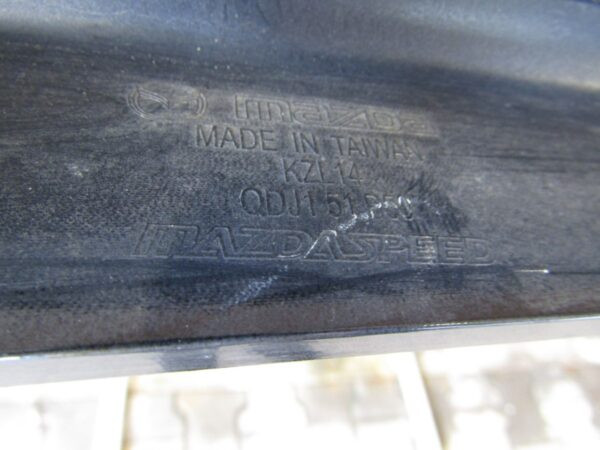 mazda
MADE IN TAIWAN
KZL14
QDJ1 51
MAZDASPEED